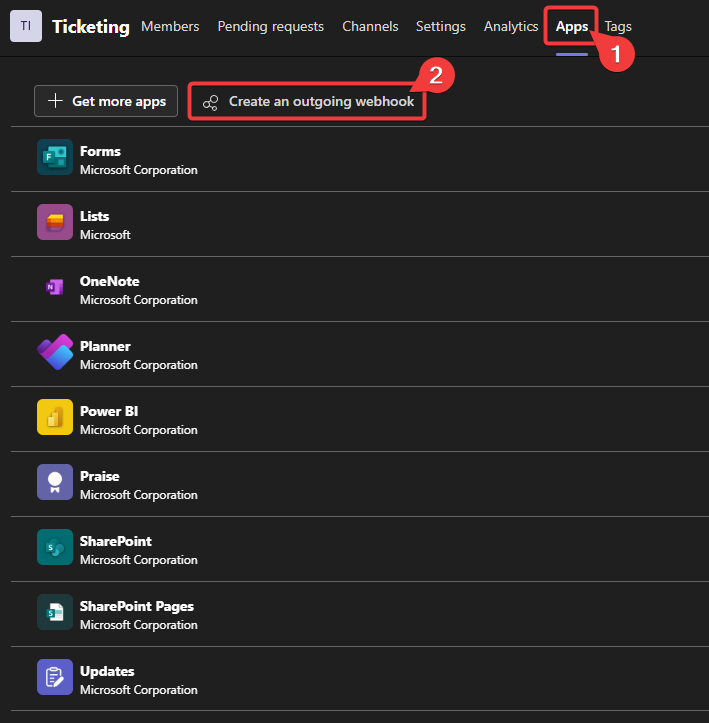 TI Ticketing Members Pending requests Channels Settings Analytics Apps Tags
1
2
Get more apps Create an outgoing webhook
Forms
Microsoft Corporation
Lists
Microsoft
OneNote
Microsoft Corporation
Planner
Microsoft Corporation
Power BI
Microsoft Corporation
Praise
Microsoft Corporation
SharePoint
Microsoft Corporation
SharePoint Pages
Microsoft Corporation
Updates
Microsoft Corporation